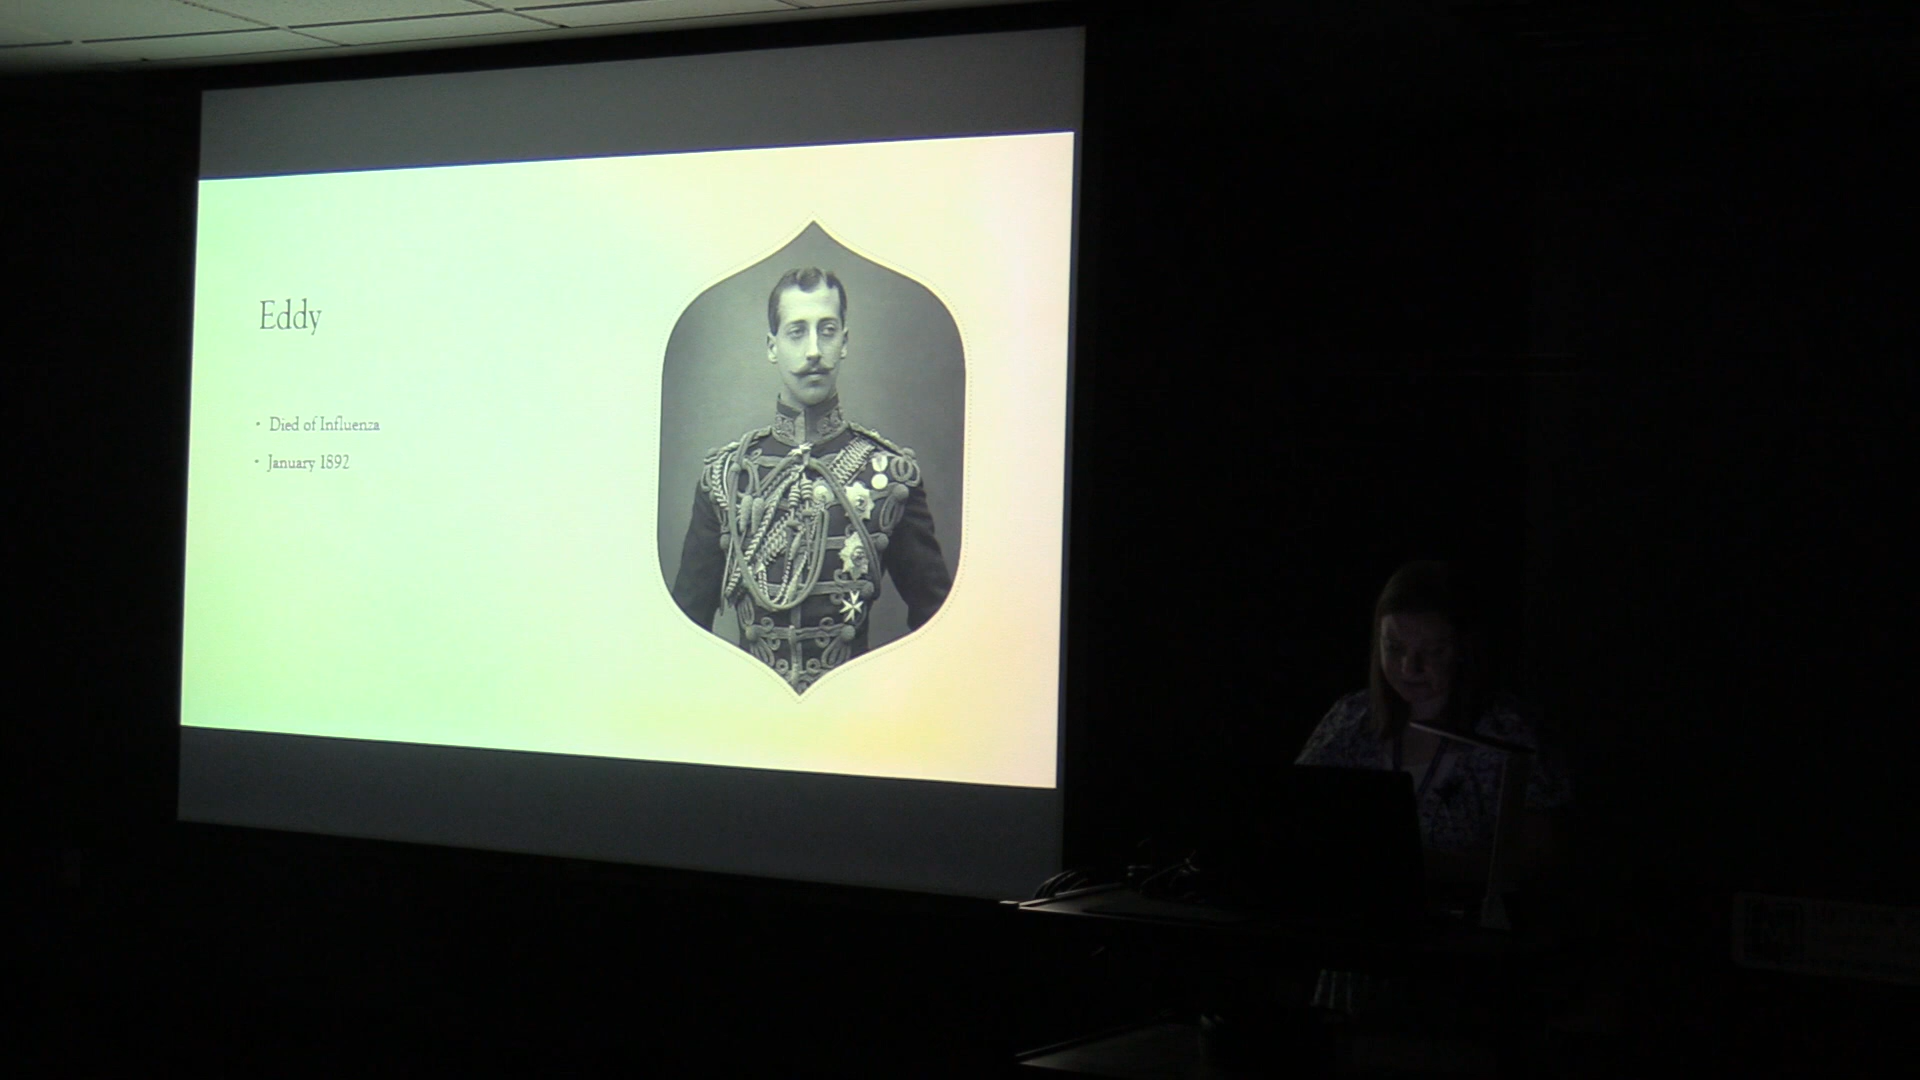 Eddy
• Died of Influenza
• January 1892